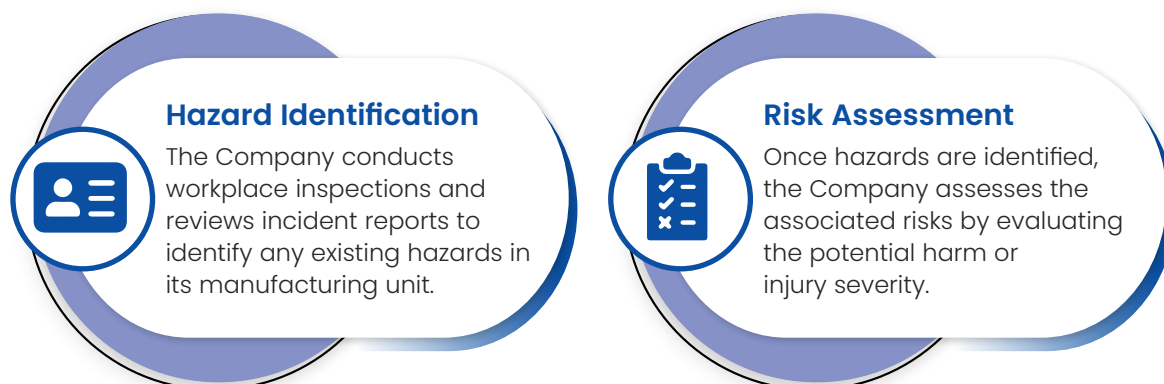 Hazard Identification
The Company conducts
workplace inspections and
reviews incident reports to
identify any existing hazards in
its manufacturing unit.
Risk Assessment
Once hazards are identified,
the Company assesses the
associated risks by evaluating
the potential harm or
injury severity.